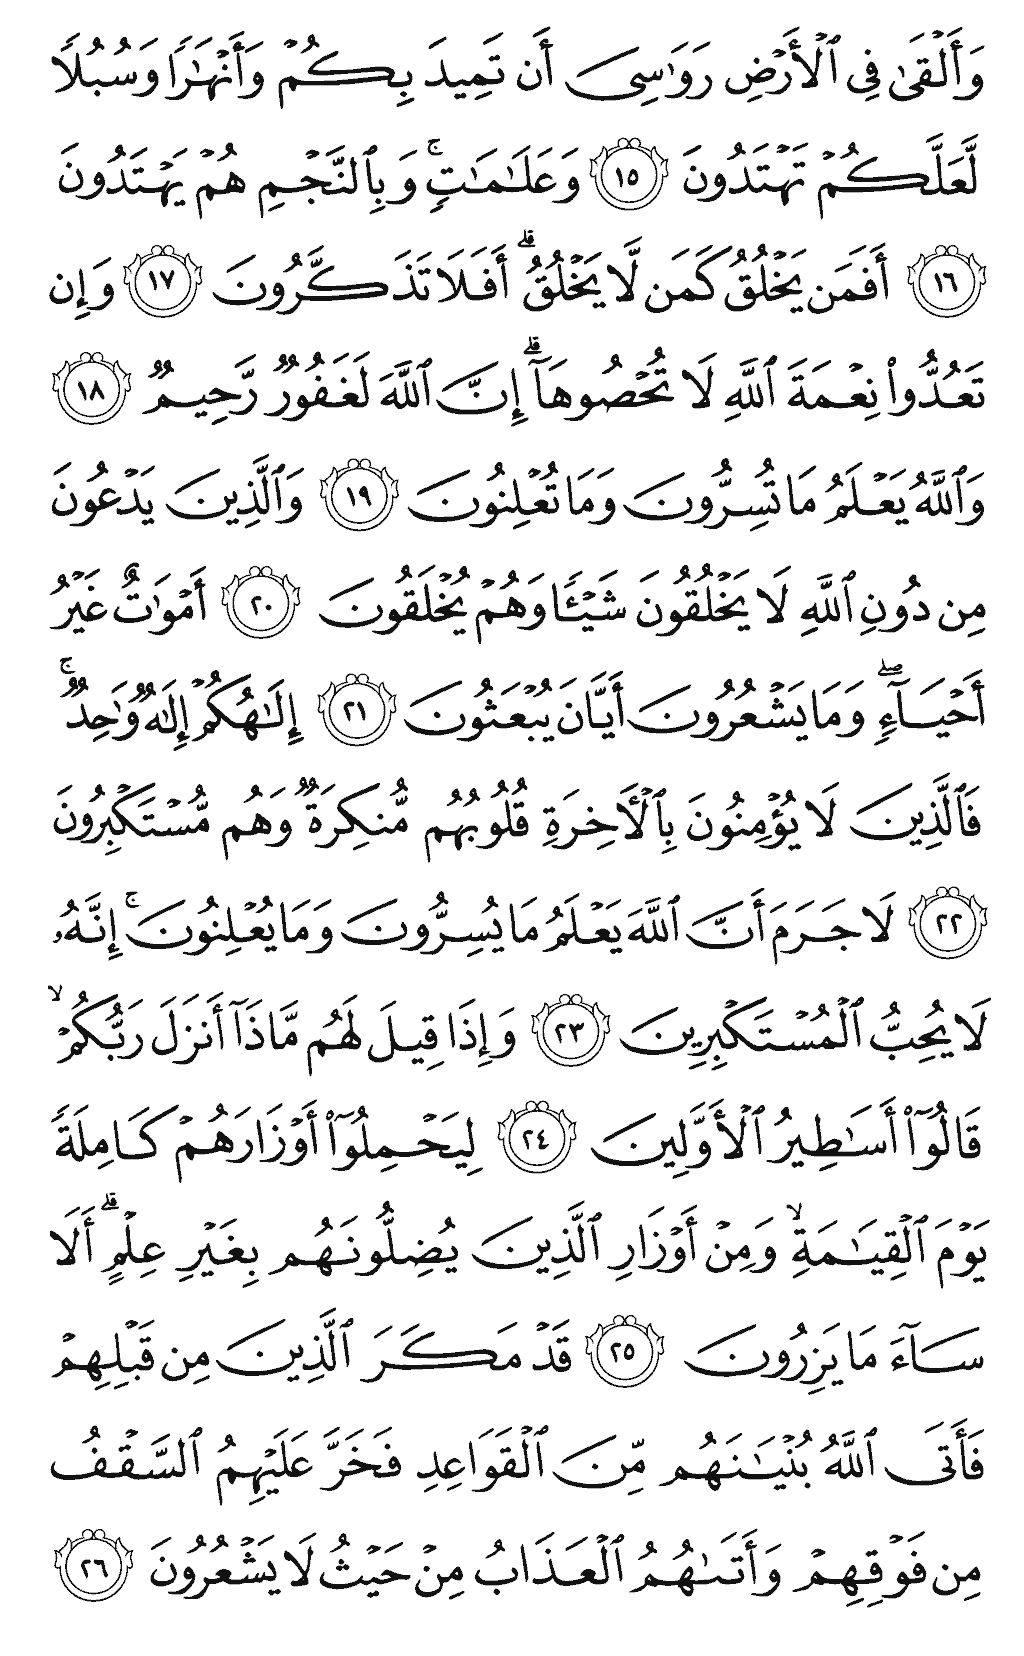 وَأَلۡقَىٰ فِي ٱلۡأَرۡضِ رَوَٰسِيَ أَن تَمِيدَ بِكُمۡ وَأَنۡهَٰرٗا وَسُبُلٗا
لَّعَلَّكُمۡ تَهۡتَدُونَ ١٥ وَعَلَٰمَٰتٖۚ وَبِٱلنَّجۡمِ هُمۡ يَهۡتَدُونَ
١٦ أَفَمَن يَخۡلُقُ كَمَن لَّا يَخۡلُقُۗ أَفَلَا تَذَكَّرُونَ ١٧ وَإِن
تَعُدُّواْ نِعۡمَةَ ٱللَّهِ لَا تُحۡصُوهَآۗ إِنَّ ٱللَّهَ لَغَفُورٞ رَّحِيمٞ ١٨
وَٱللَّهُ يَعۡلَمُ مَا تُسِرُّونَ وَمَا تُعۡلِنُونَ ١٩ وَٱلَّذِينَ يَدۡعُونَ
مِن دُونِ ٱللَّهِ لَا يَخۡلُقُونَ شَيۡـٔٗا وَهُمۡ يُخۡلَقُونَ ٢٠ أَمۡوَٰتٌ غَيۡرُ
أَحۡيَآءٖۖ وَمَا يَشۡعُرُونَ أَيَّانَ يُبۡعَثُونَ ٢١ إِلَٰهُكُمۡ إِلَٰهٞ وَٰحِدٞۚ
فَٱلَّذِينَ لَا يُؤۡمِنُونَ بِٱلۡأٓخِرَةِ قُلُوبُهُم مُّنكِرَةٞ وَهُم مُّسۡتَكۡبِرُونَ
٢٢ لَا جَرَمَ أَنَّ ٱللَّهَ يَعۡلَمُ مَا يُسِرُّونَ وَمَا يُعۡلِنُونَۚ إِنَّهُۥ
لَا يُحِبُّ ٱلۡمُسۡتَكۡبِرِينَ ٢٣ وَإِذَا قِيلَ لَهُم مَّاذَآ أَنزَلَ رَبُّكُمۡۙ
قَالُوٓاْ أَسَٰطِيرُ ٱلۡأَوَّلِينَ ٢٤ لِيَحۡمِلُوٓاْ أَوۡزَارَهُمۡ كَامِلَةٗ
يَوۡمَ ٱلۡقِيَٰمَةِۙ وَمِنۡ أَوۡزَارِ ٱلَّذِينَ يُضِلُّونَهُم بِغَيۡرِ عِلۡمٍۗ أَلَا
سَآءَ مَا يَزِرُونَ ٢٥ قَدۡ مَكَرَ ٱلَّذِينَ مِن قَبۡلِهِمۡ
فَأَتَى ٱللَّهُ بُنۡيَٰنَهُم مِّنَ ٱلۡقَوَاعِدِ فَخَرَّ عَلَيۡهِمُ ٱلسَّقۡفُ
مِن فَوۡقِهِمۡ وَأَتَىٰهُمُ ٱلۡعَذَابُ مِنۡ حَيۡثُ لَا يَشۡعُرُونَ ٢٦